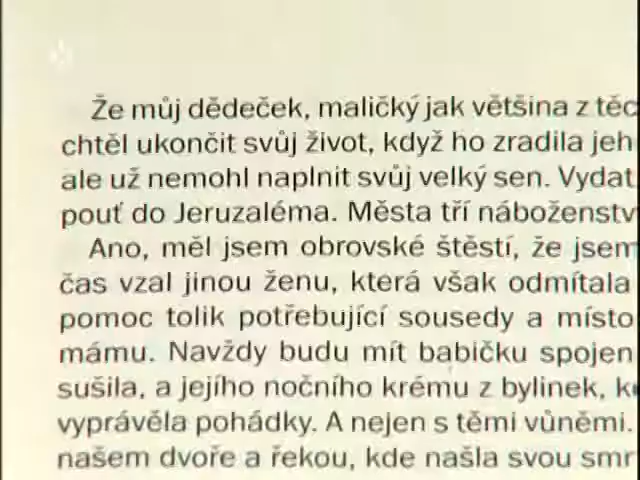 Že můj dědeček, maličký jak většina z těc
chtěl ukončit svůj život, když ho zradila jeh
ale už nemohl naplnit svůj velký sen. Vydat
pouť do Jeruzaléma. Města tří náboženstv
Ano, měl jsem obrovské štěstí, že jsem
čas vzal jinou ženu, která však odmítala
pomoc tolik potřebující sousedy a místo
mámu. Navždy budu mít babičku spojen
sušila, a jejího nočního krému z bylinek, k
vyprávěla pohádky. A nejen s těmi vůněmi.
našem dvoře a řekou, kde našla svou smr